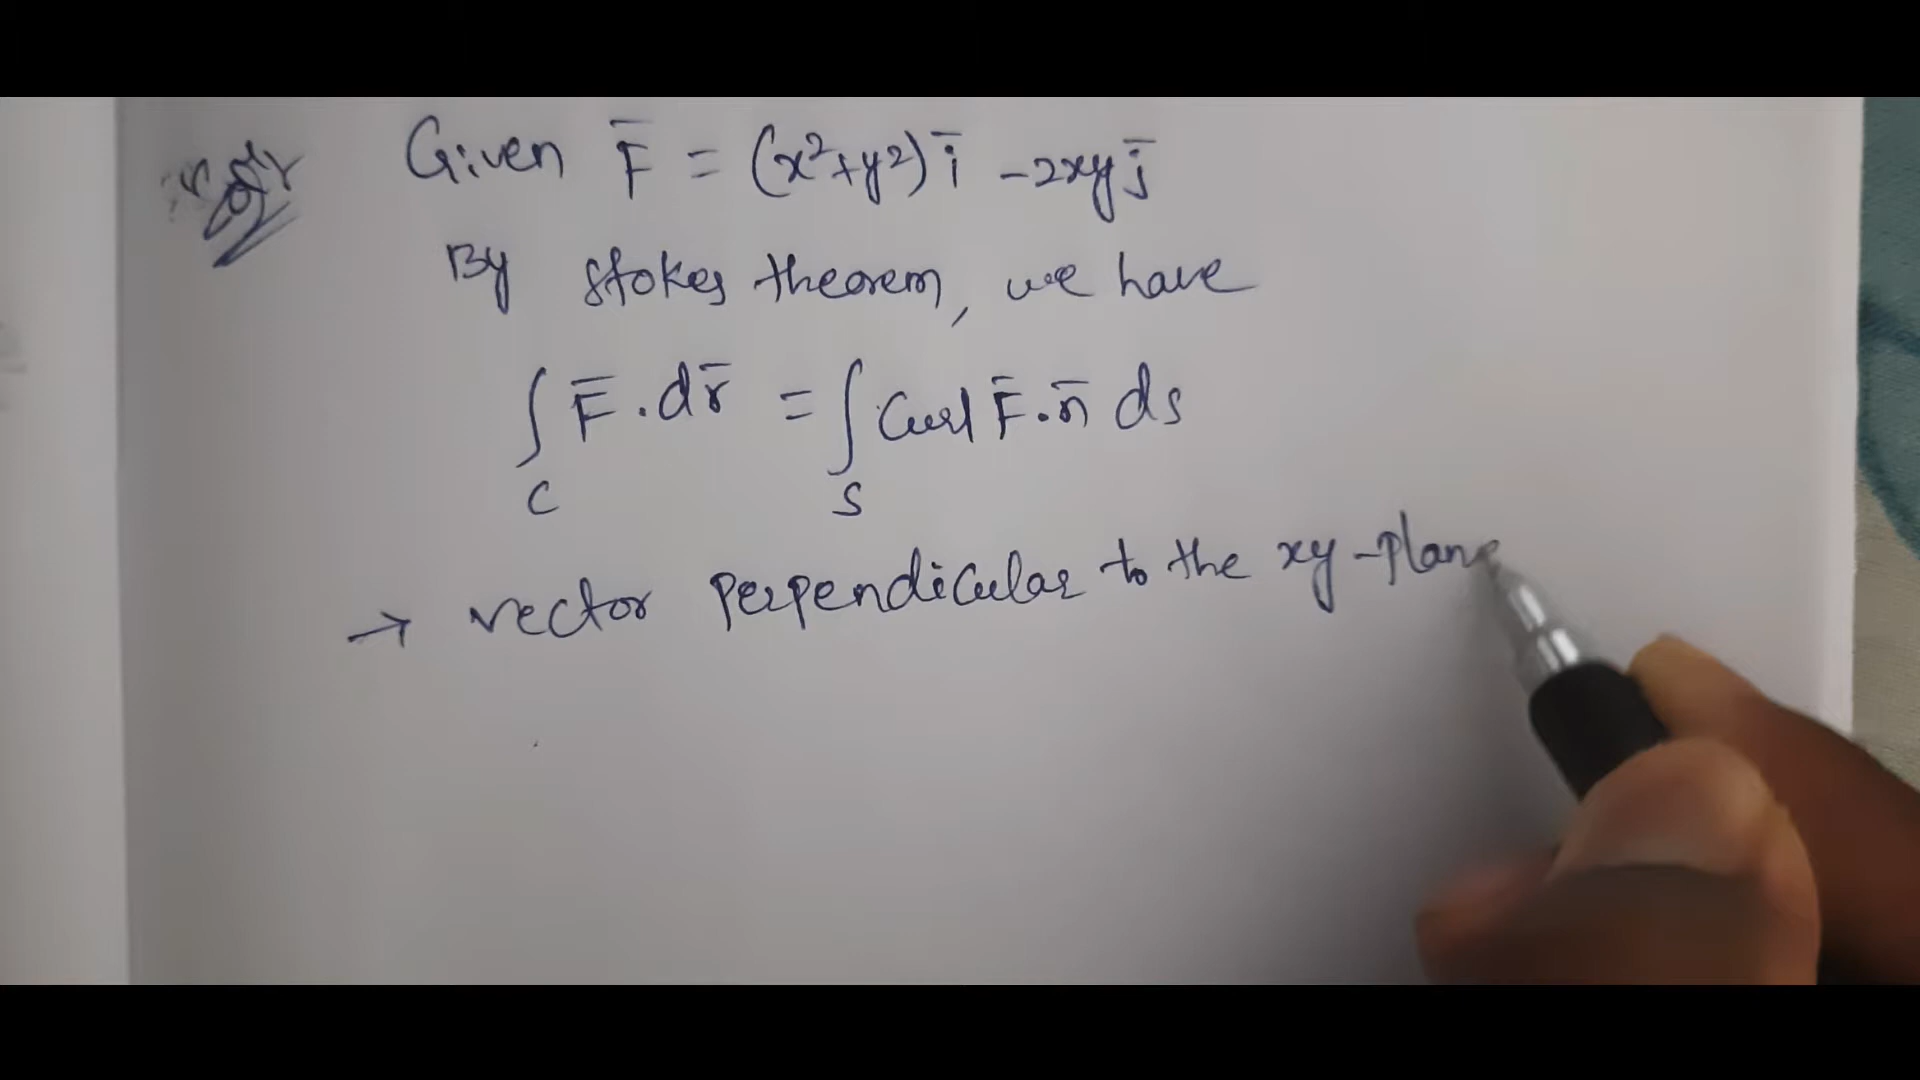 Given F̅ = (x²+y²) i̅ -2xy j̅
By stokes theorem, we have
∫ F̅ . dr̅ = ∫ Curl F̅ . n̅ ds
C S
→ vector perpendicular to the xy-plane